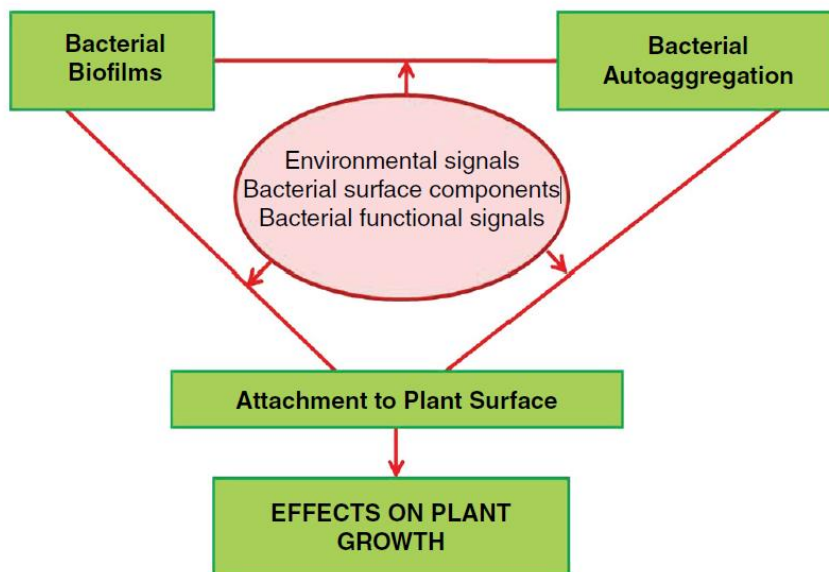 Bacterial
Biofilms
Bacterial
Autoaggregation
Environmental signals
Bacterial surface components
Bacterial functional signals
Attachment to Plant Surface
EFFECTS ON PLANT
GROWTH